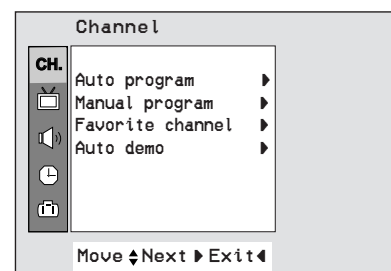 Channel
CH.
Auto program
Manual program
Favorite channel
Auto demo
Move Next Exit